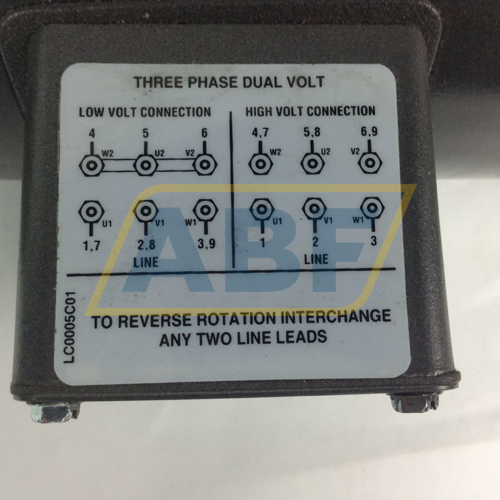 THREE PHASE DUAL VOLT
LOW VOLT CONNECTION
4 5 6
W2 U2 V2
U1 V1 W1
1,7 2,8 3,9
LINE
HIGH VOLT CONNECTION
4,7 5,8 6,9
W2 U2 V2
U1 V1 W1
1 2 3
LINE
ABF
TO REVERSE ROTATION INTERCHANGE
ANY TWO LINE LEADS
LC0005C01